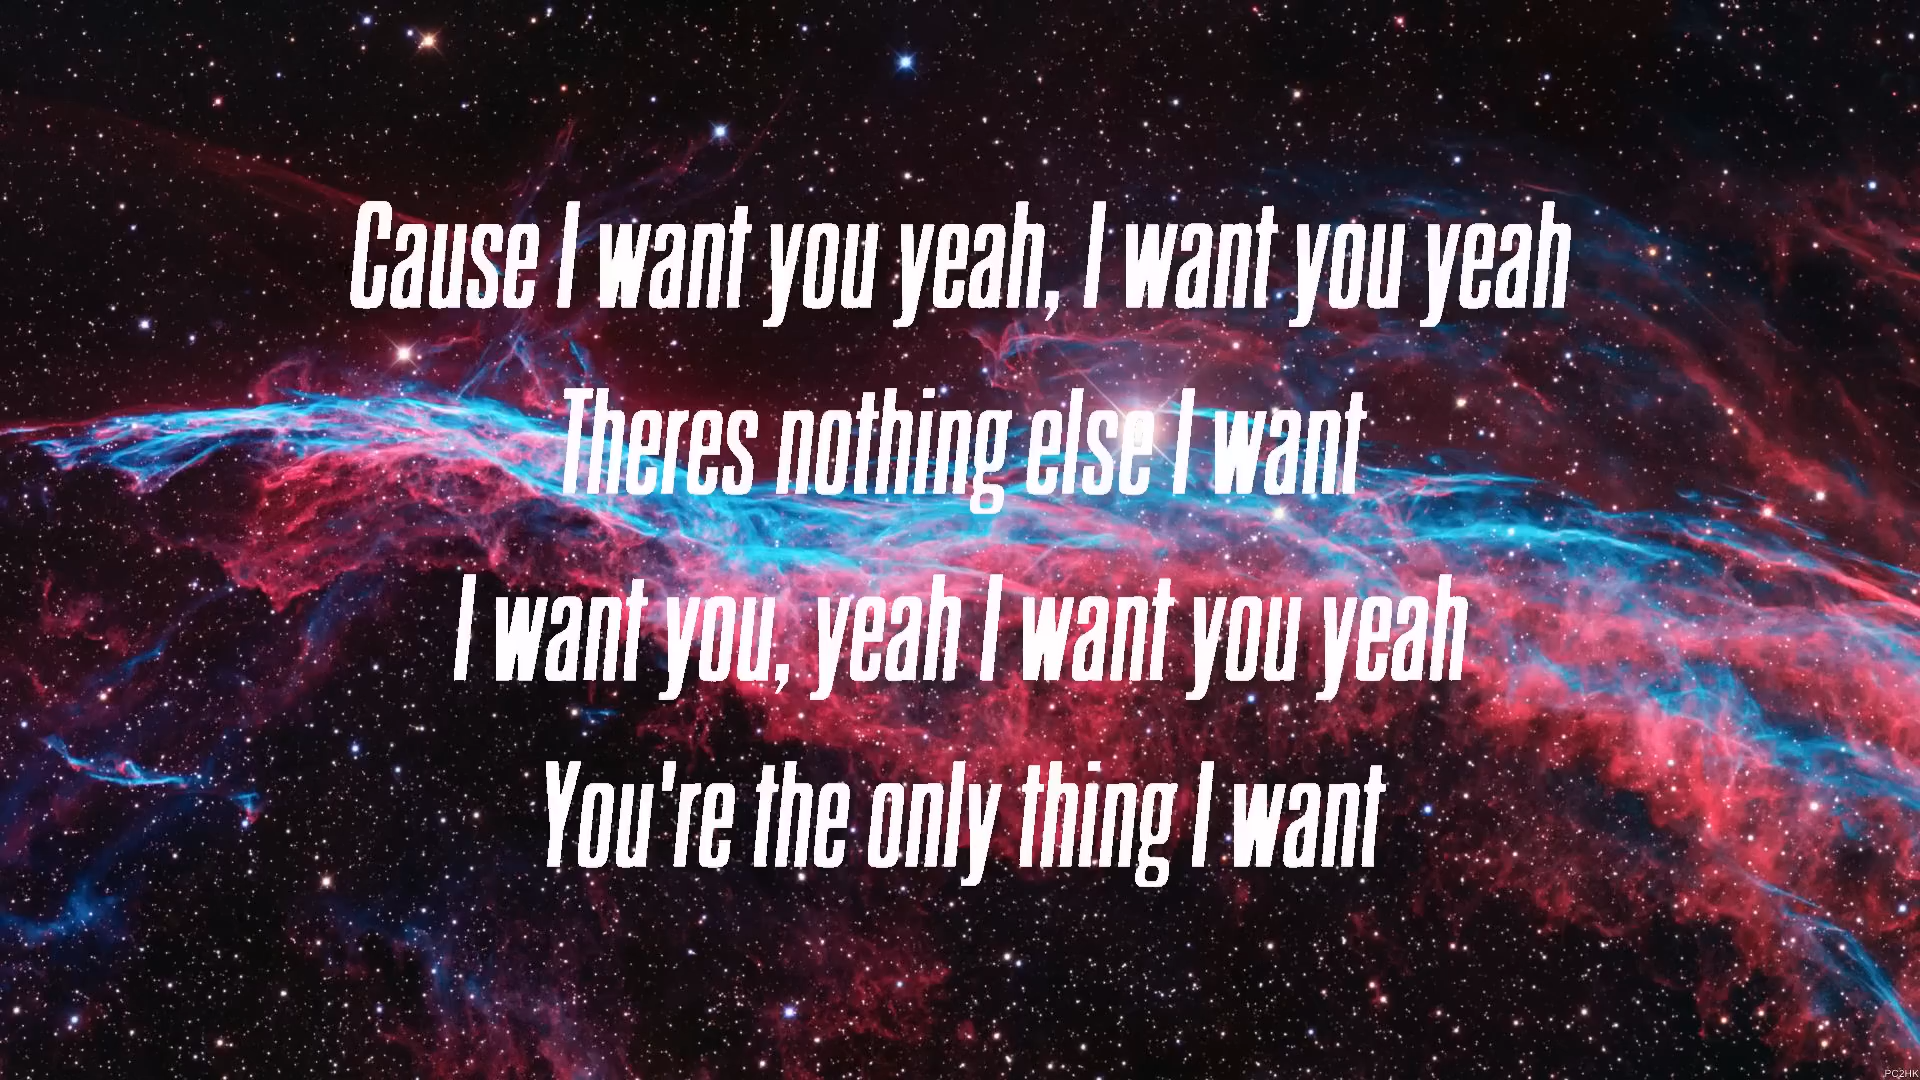 Cause I want you yeah, I want you yeah
Theres nothing else I want
I want you, yeah I want you yeah
You're the only thing I want
PC2HK